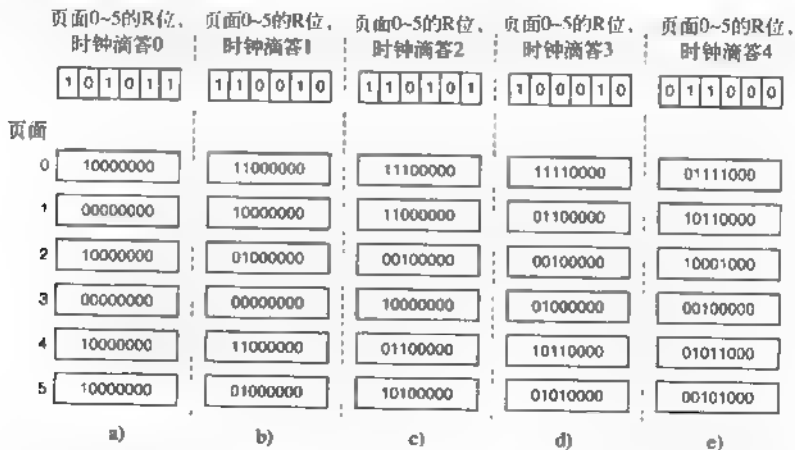 页面0~5的R位、 页面0~5的R位、 页面0~5的R位、 页面0~5的R位、 页面0~5的R位、
时钟滴答0 时钟滴答1 时钟滴答2 时钟滴答3 时钟滴答4
1 0 1 0 1 1 1 1 0 0 1 0 1 1 0 1 0 1 1 0 0 0 1 0 0 1 1 0 0 0
页面
0 10000000 11000000 11100000 11110000 01111000
1 00000000 10000000 11000000 01100000 10110000
2 10000000 01000000 00100000 00100000 10001000
3 00000000 00000000 10000000 01000000 00100000
4 10000000 11000000 01100000 10110000 01011000
5 10000000 01000000 10100000 01010000 00101000
a) b) c) d) e)